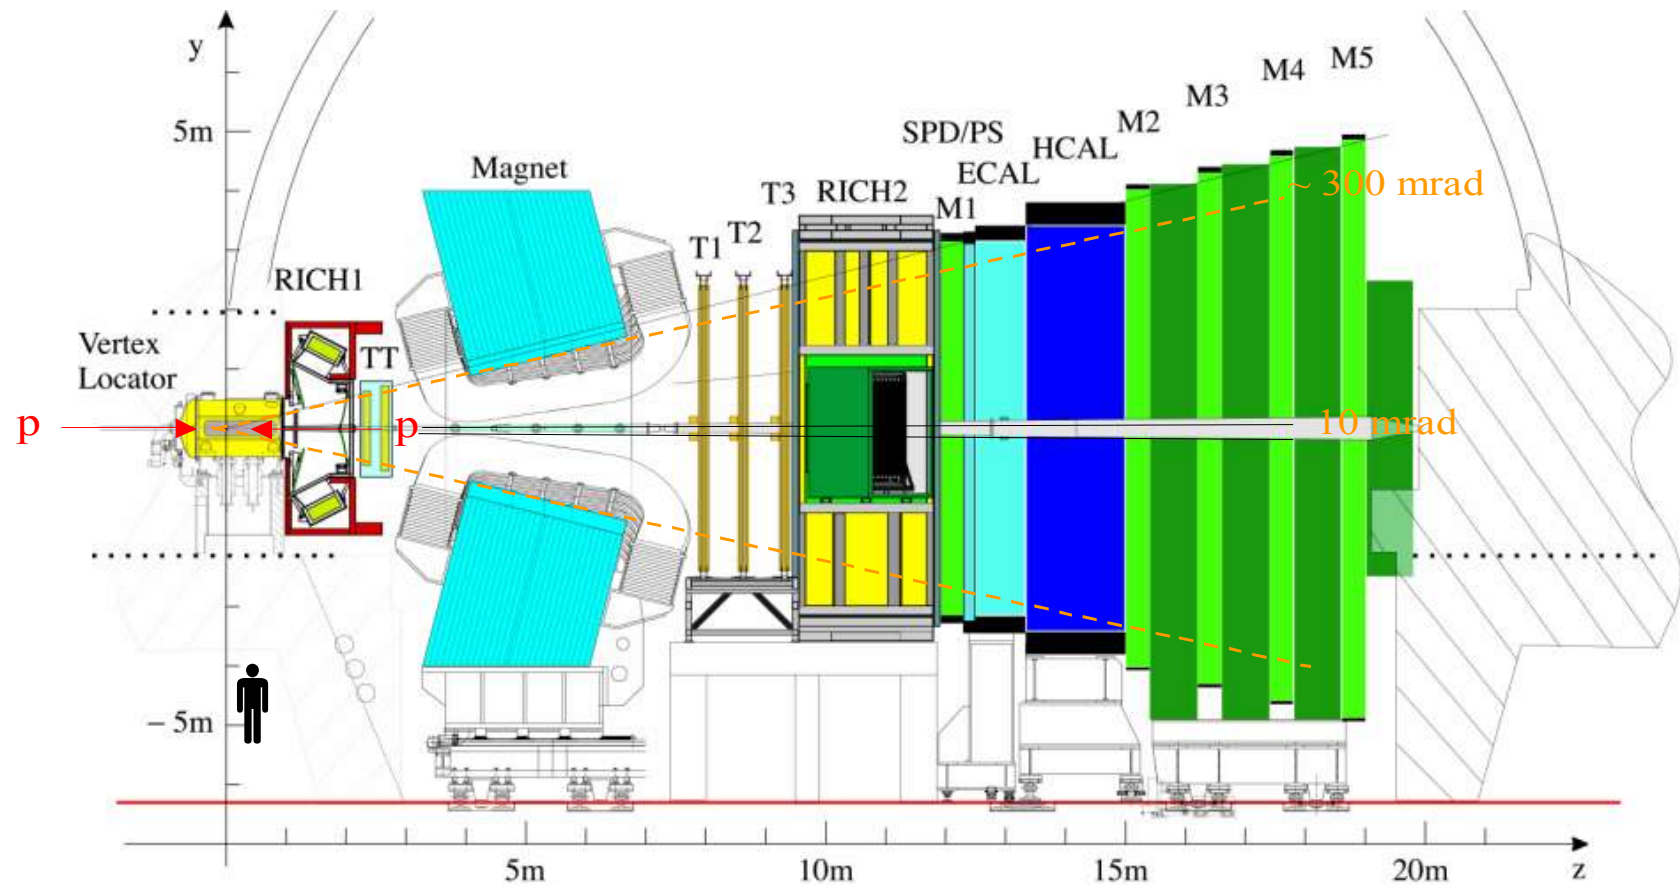 y
5m
Magnet
SPD/PS
ECAL
HCAL
M2
M3
M4
M5
T3
RICH2
M1
~ 300 mrad
T1
T2
RICH1
Vertex
Locator
TT
p
p
10 mrad
− 5m
5m
10m
15m
20m
z